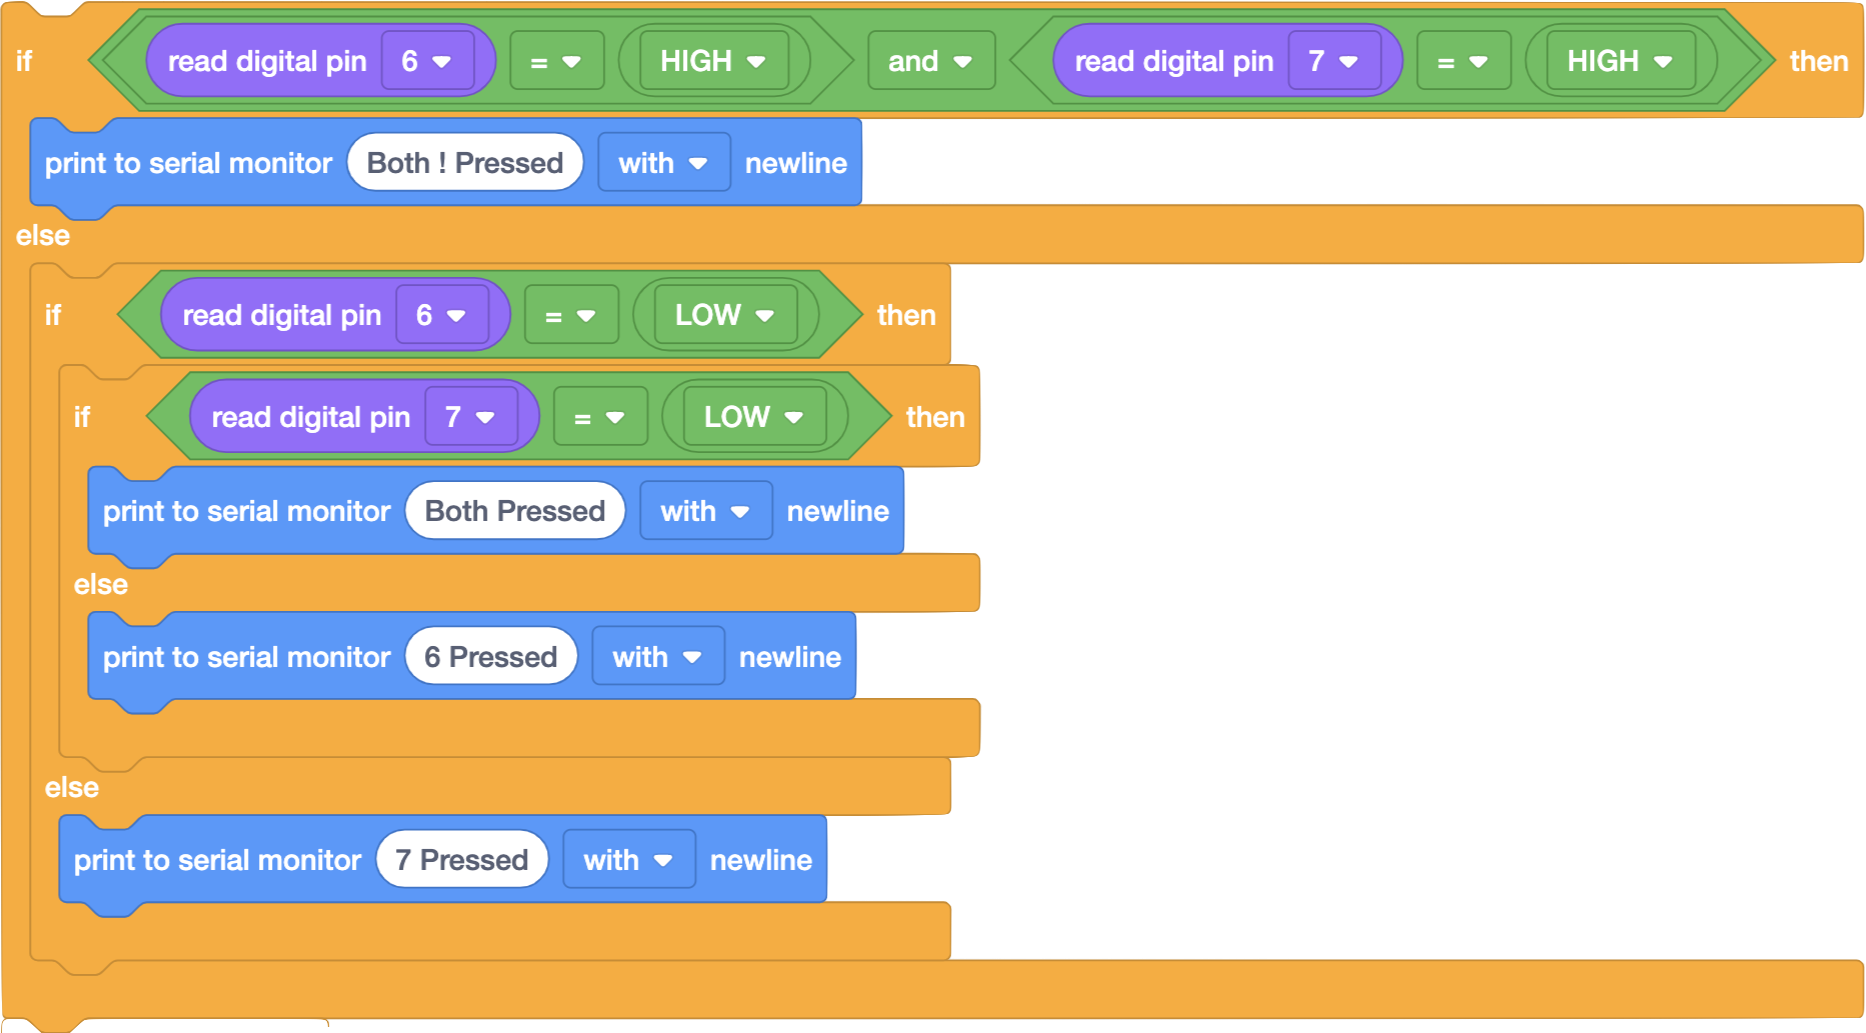 if read digital pin 6 = HIGH and read digital pin 7 = HIGH then
print to serial monitor Both ! Pressed with newline
else
if read digital pin 6 = LOW then
if read digital pin 7 = LOW then
print to serial monitor Both Pressed with newline
else
print to serial monitor 6 Pressed with newline
else
print to serial monitor 7 Pressed with newline